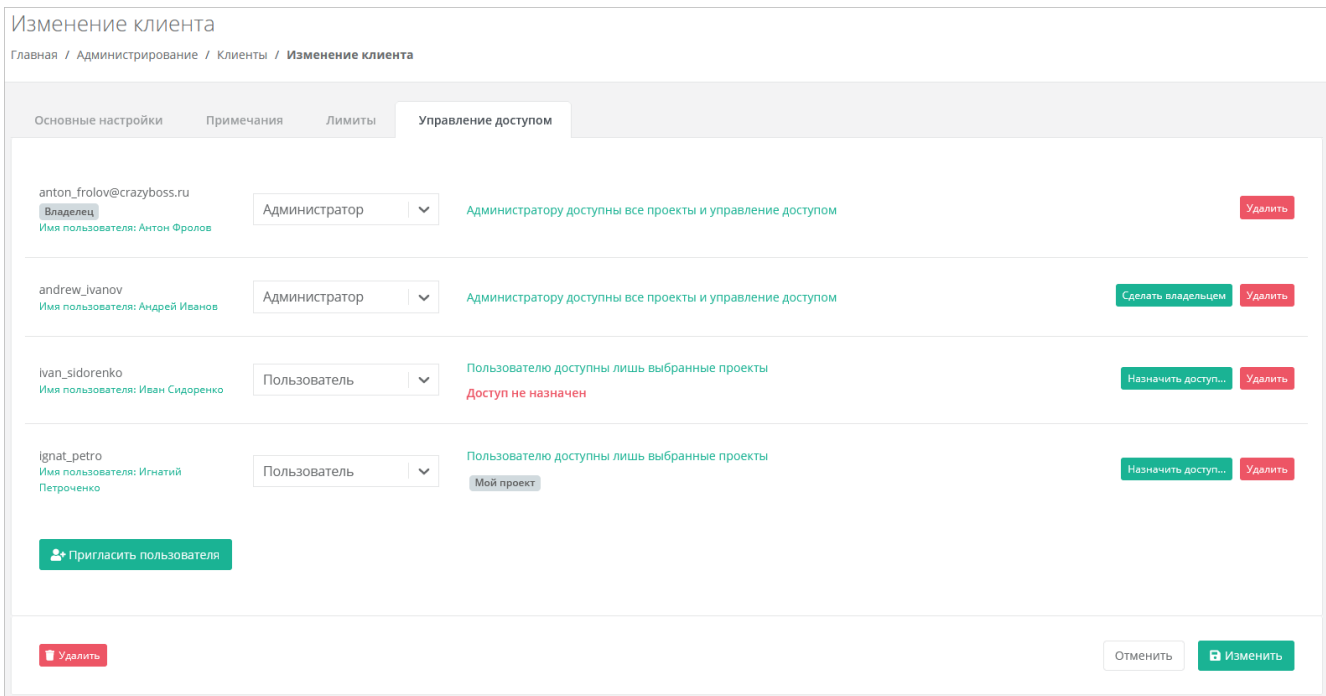 Изменение клиента
Главная / Администрирование / Клиенты / Изменение клиента
Основные настройки Примечания Лимиты Управление доступом
anton_frolov@crazyboss.ru
Владелец
Имя пользователя: Антон Фролов
Администратор
Администратору доступны все проекты и управление доступом
Удалить
andrew_ivanov
Имя пользователя: Андрей Иванов
Администратор
Администратору доступны все проекты и управление доступом
Сделать владельцем
Удалить
ivan_sidorenko
Имя пользователя: Иван Сидоренко
Пользователь
Пользователю доступны лишь выбранные проекты
Доступ не назначен
Назначить доступ...
Удалить
ignat_petro
Имя пользователя: Игнатий
Петроченко
Пользователь
Пользователю доступны лишь выбранные проекты
Мой проект
Назначить доступ...
Удалить
Пригласить пользователя
Удалить
Отменить
Изменить